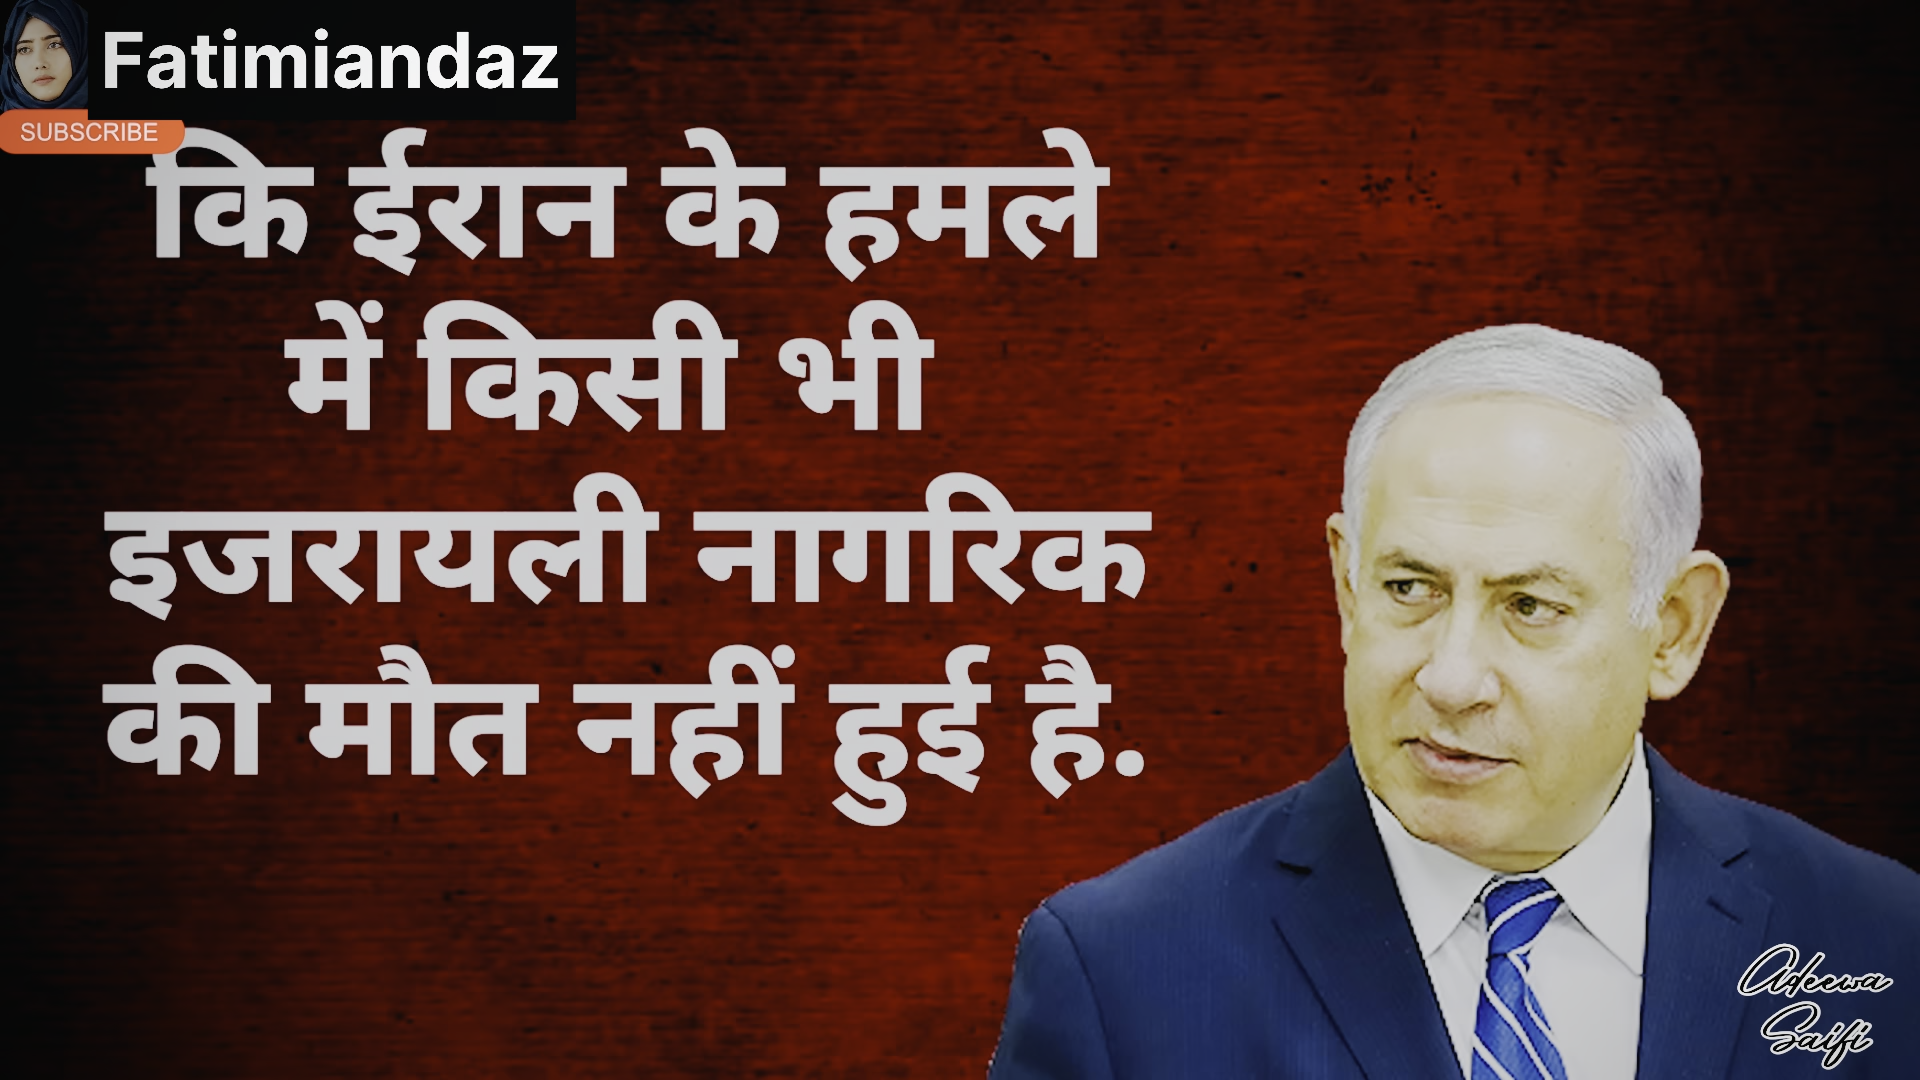 Fatimiandaz
SUBSCRIBE
कि ईरान के हमले
में किसी भी
इजरायली नागरिक
की मौत नहीं हुई है.
Adeewa
Saifi